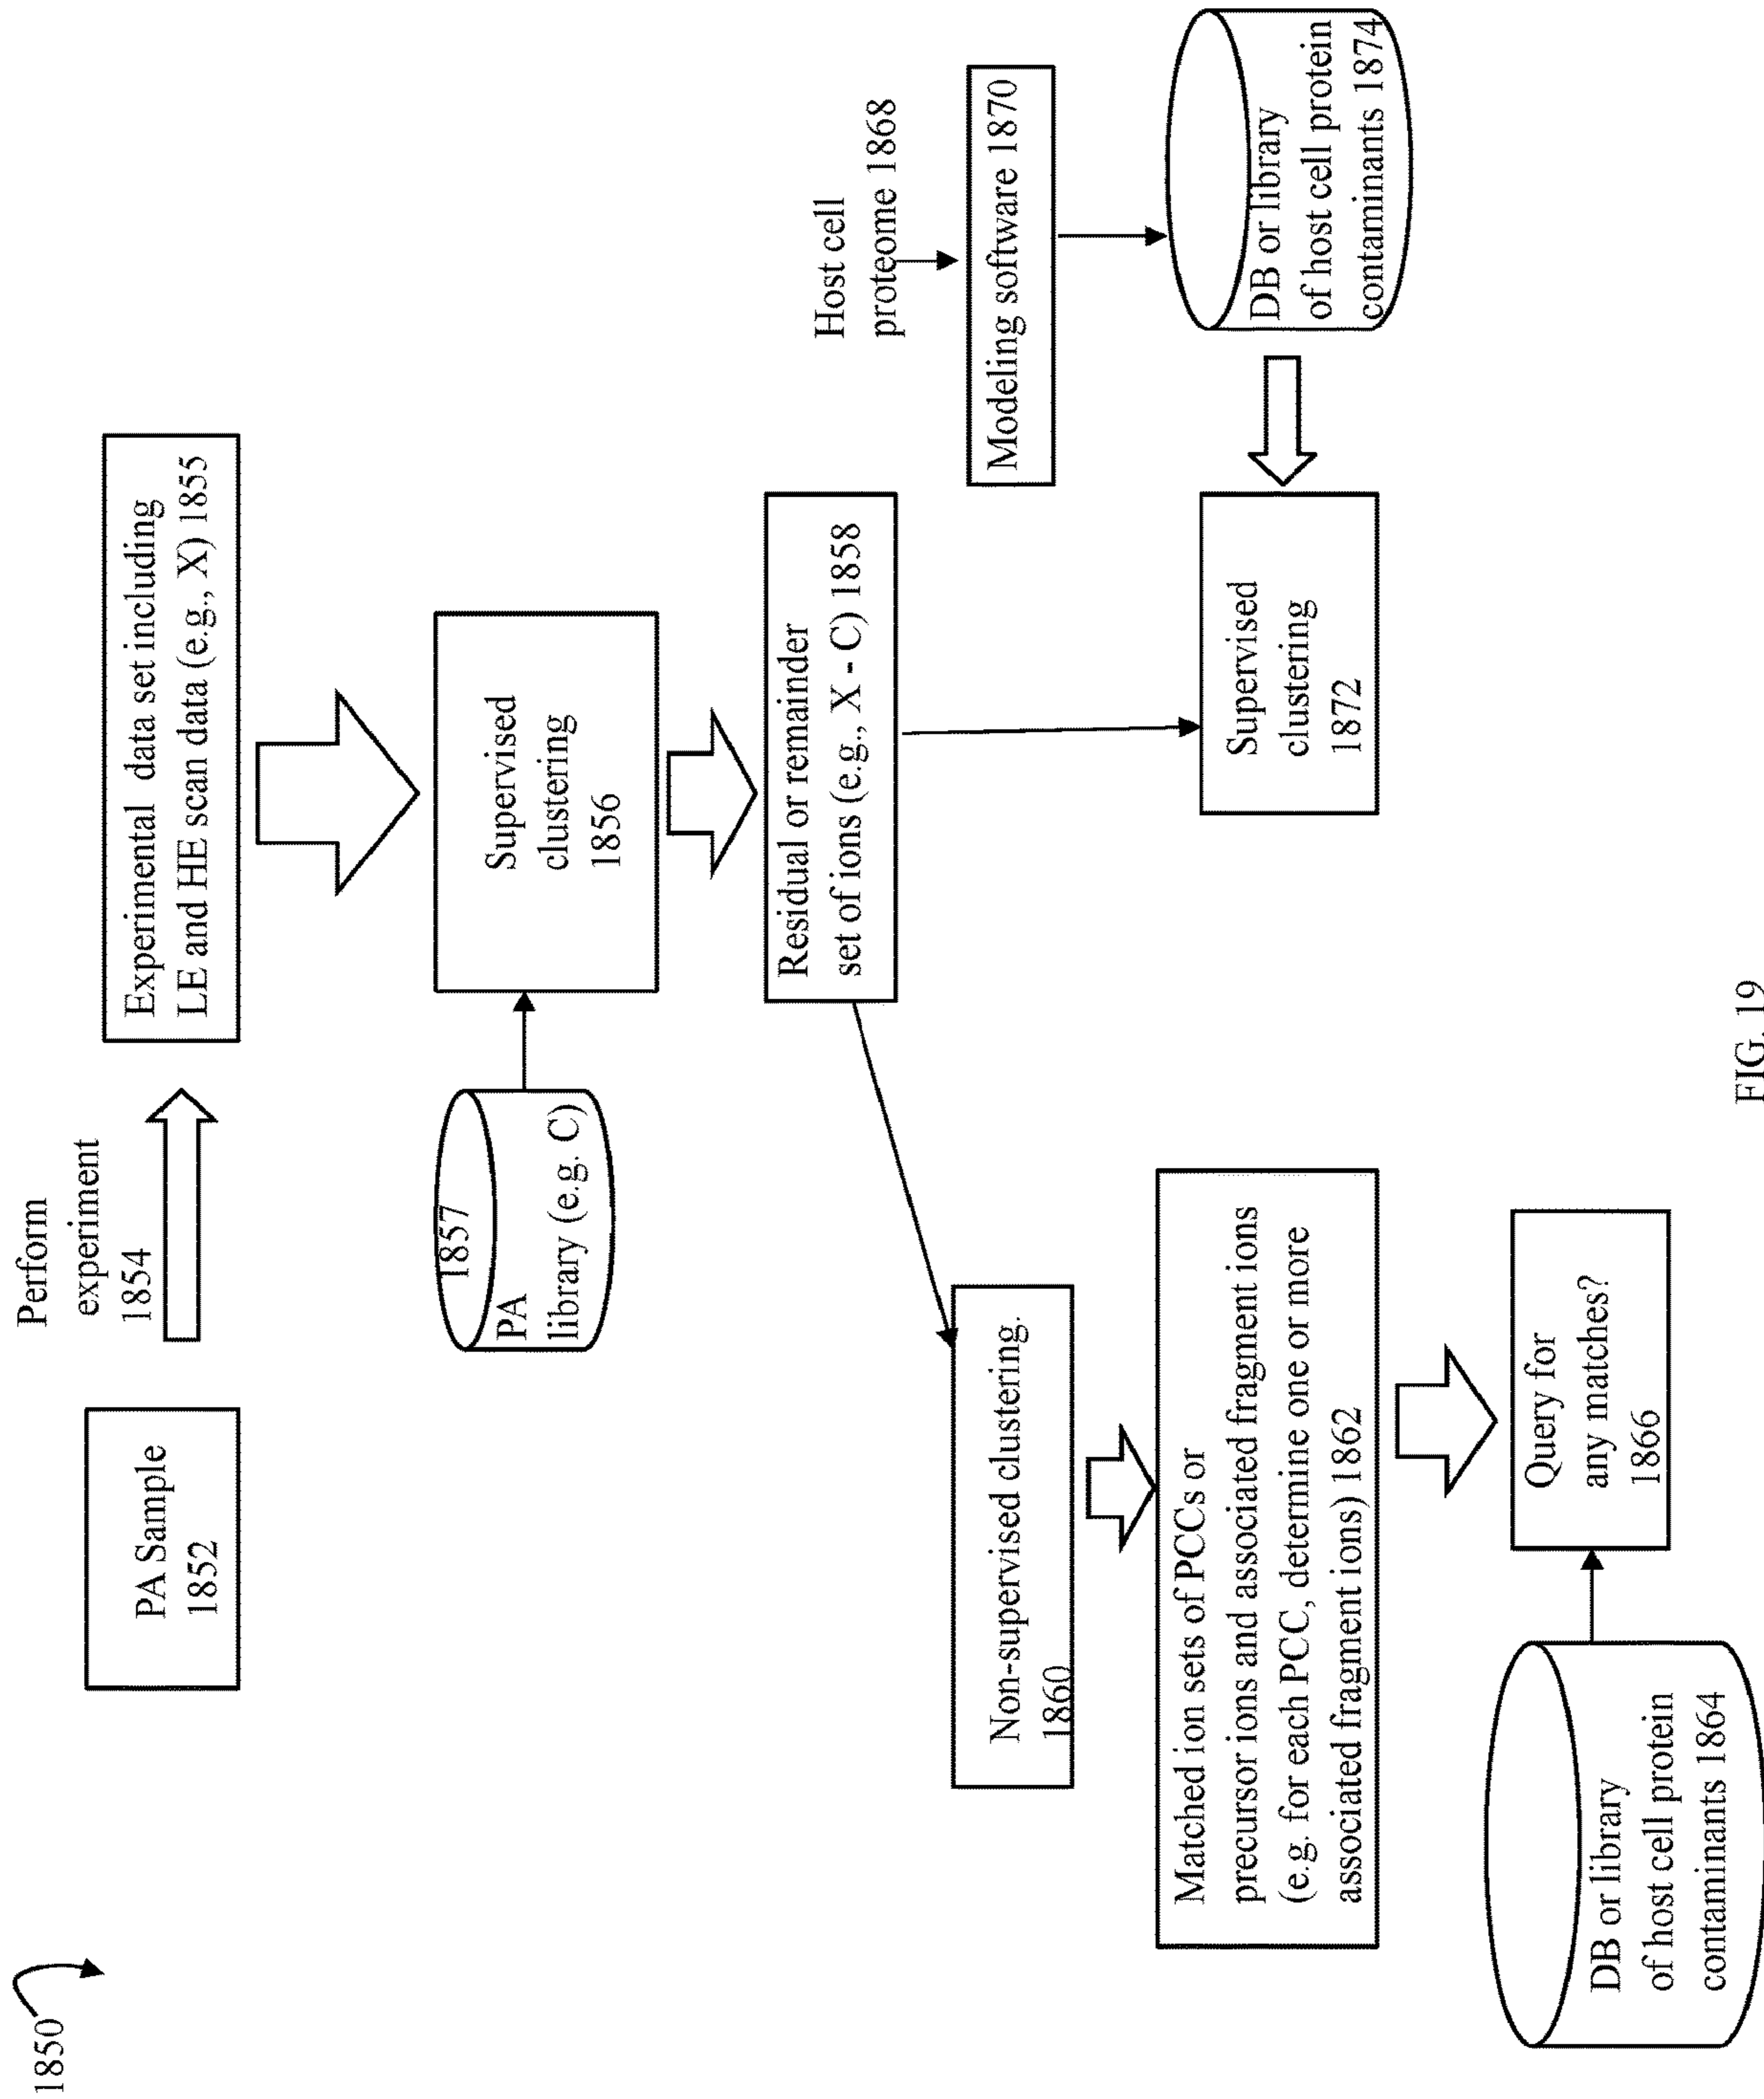 1850
PA Sample
1852
Perform
experiment
1854
Experimental data set including
LE and HE scan data (e.g., X) 1855
1857
PA
library (e.g. C)
Supervised
clustering
1856
Residual or remainder
set of ions (e.g., X - C) 1858
Host cell
proteome 1868
Modeling software 1870
DB or library
of host cell protein
contaminants 1874
Supervised
clustering
1872
Non-supervised clustering.
1860
Matched ion sets of PCCs or
precursor ions and associated fragment ions
(e.g. for each PCC, determine one or more
associated fragment ions) 1862
DB or library
of host cell protein
contaminants 1864
Query for
any matches?
1866
FIG. 19